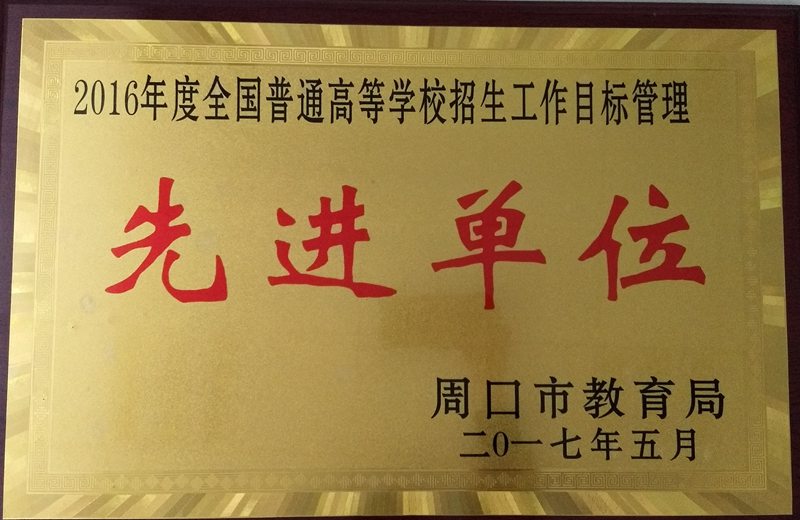 2016年度全国普通高等学校招生工作目标管理
先进单位
周口市教育局
二0一七年五月